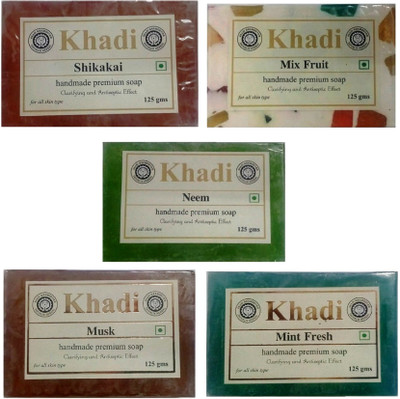 Khadi
Shikakai
handmade premium soap
Clarifying and Antiseptic Effect
for all skin type
125 gms
Khadi
Mix Fruit
handmade premium soap
Clarifying and Antiseptic Effect
for all skin type
125 gms
Khadi
Neem
handmade premium soap
Clarifying and Antiseptic Effect
for all skin type
125 gms
Khadi
Musk
handmade premium soap
Clarifying and Antiseptic Effect
for all skin type
125 gms
Khadi
Mint Fresh
handmade premium soap
Clarifying and Antiseptic Effect
for all skin type
125 gms